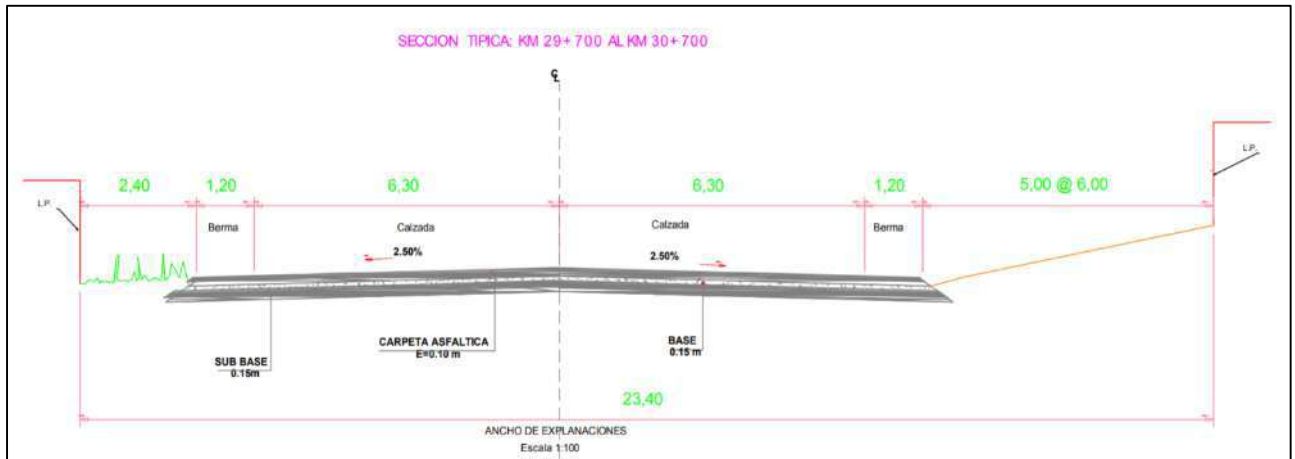 SECCION TIPICA: KM 29+700 AL KM 30+700
℄
L.P.
2,40 1,20 6,30 6,30 1,20 5,00 @ 6,00
L.P.
Berma Calzada Calzada Berma
2.50% 2.50%
SUB BASE
0.15m
CARPETA ASFALTICA
E=0.10 m
BASE
0.15 m
23,40
ANCHO DE EXPLANACIONES
Escala 1:100